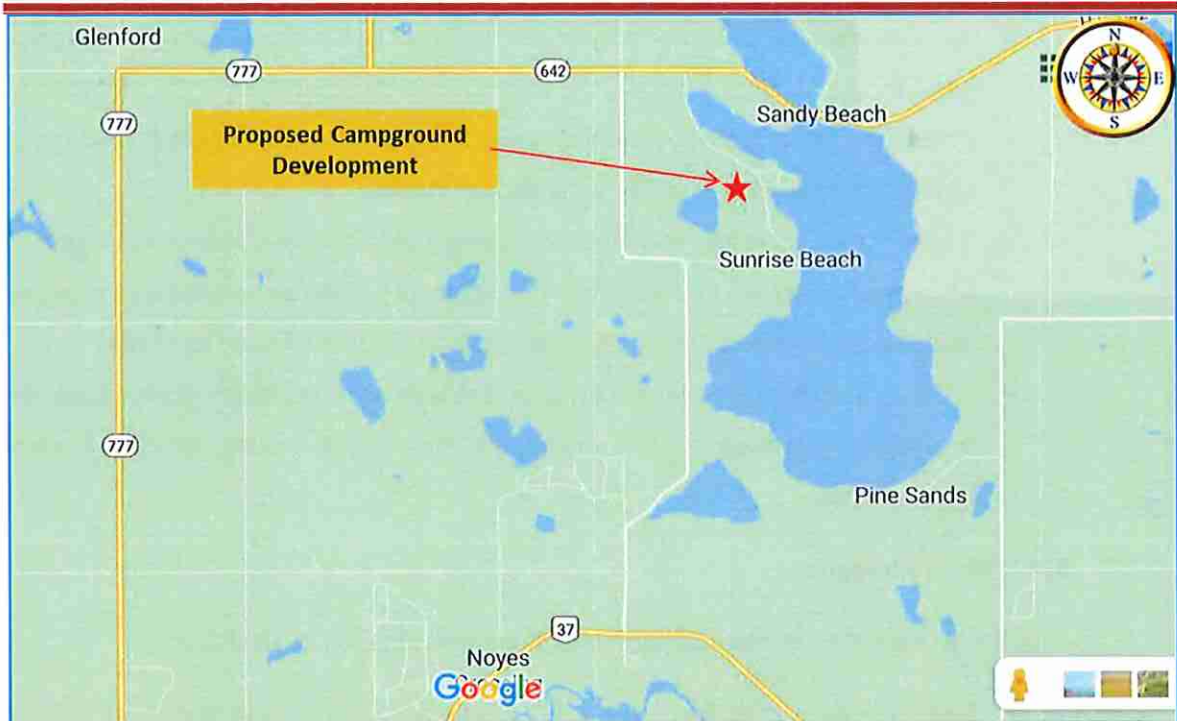 Glenford
N
777
642
W
E
777
Sandy Beach
S
Proposed Campground
Development
Sunrise Beach
777
Pine Sands
37
Noyes
Google